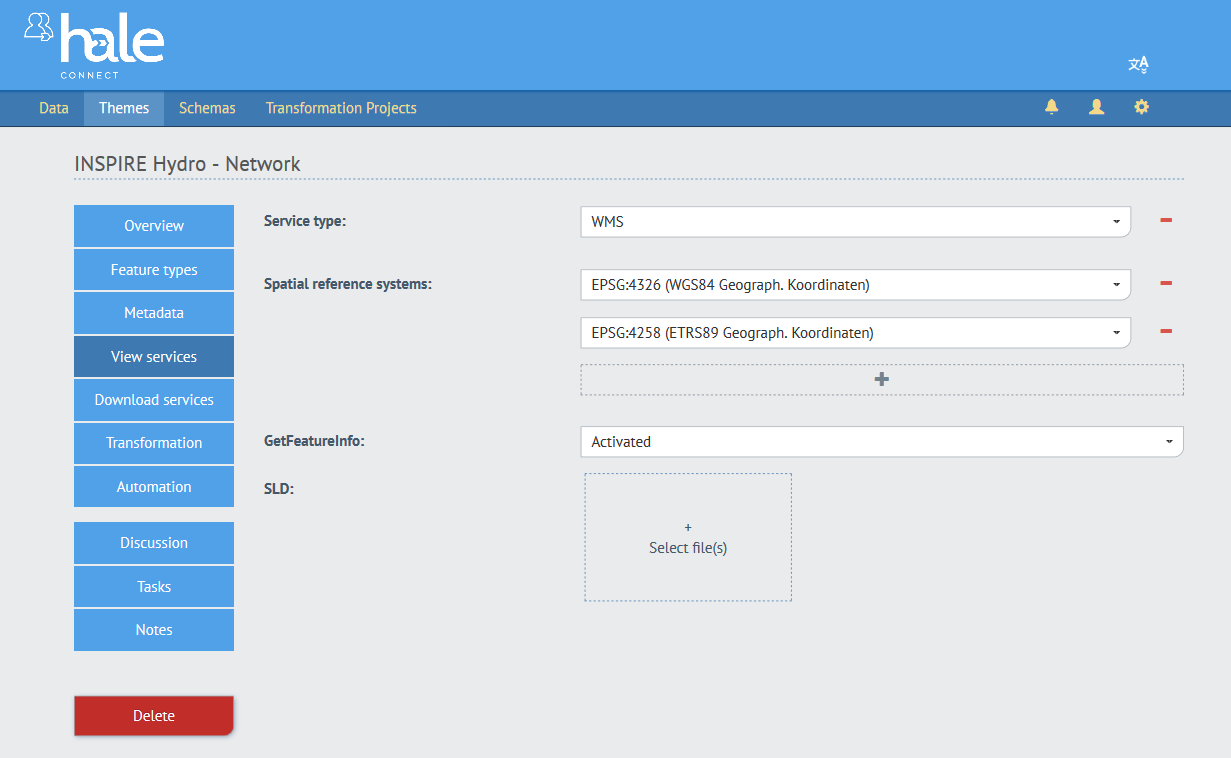 hale
CONNECT
文A
Data Themes Schemas Transformation Projects
INSPIRE Hydro - Network
Overview
Feature types
Metadata
View services
Download services
Transformation
Automation
Discussion
Tasks
Notes
Delete
Service type: WMS
Spatial reference systems: EPSG:4326 (WGS84 Geograph. Koordinaten)
EPSG:4258 (ETRS89 Geograph. Koordinaten)
GetFeatureInfo: Activated
SLD:
+
Select file(s)